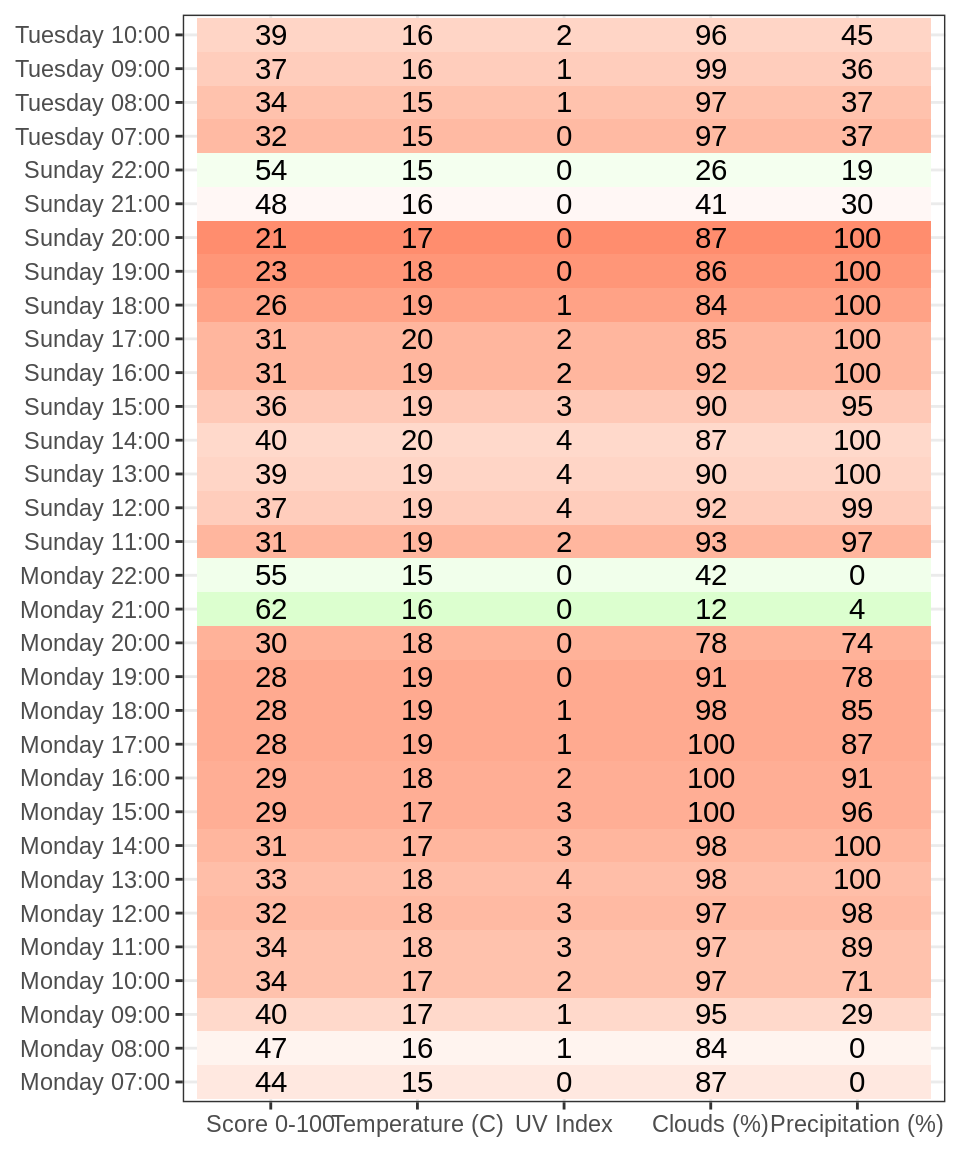 Tuesday 10:00 39 16 2 96 45
Tuesday 09:00 37 16 1 99 36
Tuesday 08:00 34 15 1 97 37
Tuesday 07:00 32 15 0 97 37
Sunday 22:00 54 15 0 26 19
Sunday 21:00 48 16 0 41 30
Sunday 20:00 21 17 0 87 100
Sunday 19:00 23 18 0 86 100
Sunday 18:00 26 19 1 84 100
Sunday 17:00 31 20 2 85 100
Sunday 16:00 31 19 2 92 100
Sunday 15:00 36 19 3 90 95
Sunday 14:00 40 20 4 87 100
Sunday 13:00 39 19 4 90 100
Sunday 12:00 37 19 4 92 99
Sunday 11:00 31 19 2 93 97
Monday 22:00 55 15 0 42 0
Monday 21:00 62 16 0 12 4
Monday 20:00 30 18 0 78 74
Monday 19:00 28 19 0 91 78
Monday 18:00 28 19 1 98 85
Monday 17:00 28 19 1 100 87
Monday 16:00 29 18 2 100 91
Monday 15:00 29 17 3 100 96
Monday 14:00 31 17 3 98 100
Monday 13:00 33 18 4 98 100
Monday 12:00 32 18 3 97 98
Monday 11:00 34 18 3 97 89
Monday 10:00 34 17 2 97 71
Monday 09:00 40 17 1 95 29
Monday 08:00 47 16 1 84 0
Monday 07:00 44 15 0 87 0
Score 0-100 Temperature (C) UV Index Clouds (%) Precipitation (%)